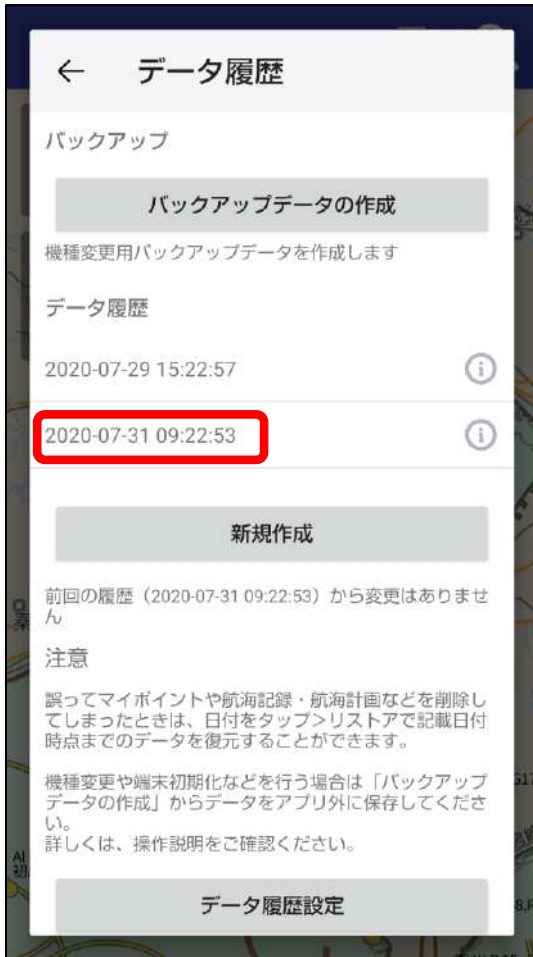 データ履歴
バックアップ
バックアップデータの作成
機種変更用バックアップデータを作成します
データ履歴
2020-07-29 15:22:57
2020-07-31 09:22:53
新規作成
前回の履歴（2020-07-31 09:22:53）から変更はありませ
ん
注意
誤ってマイポイントや航海記録・航海計画などを削除し
てしまったときは、日付をタップ>リストアで記載日付
時点までのデータを復元することができます。
機種変更や端末初期化などを行う場合は「バックアップ
データの作成」からデータをアプリ外に保存してくださ
い。
詳しくは、操作説明をご確認ください。
データ履歴設定